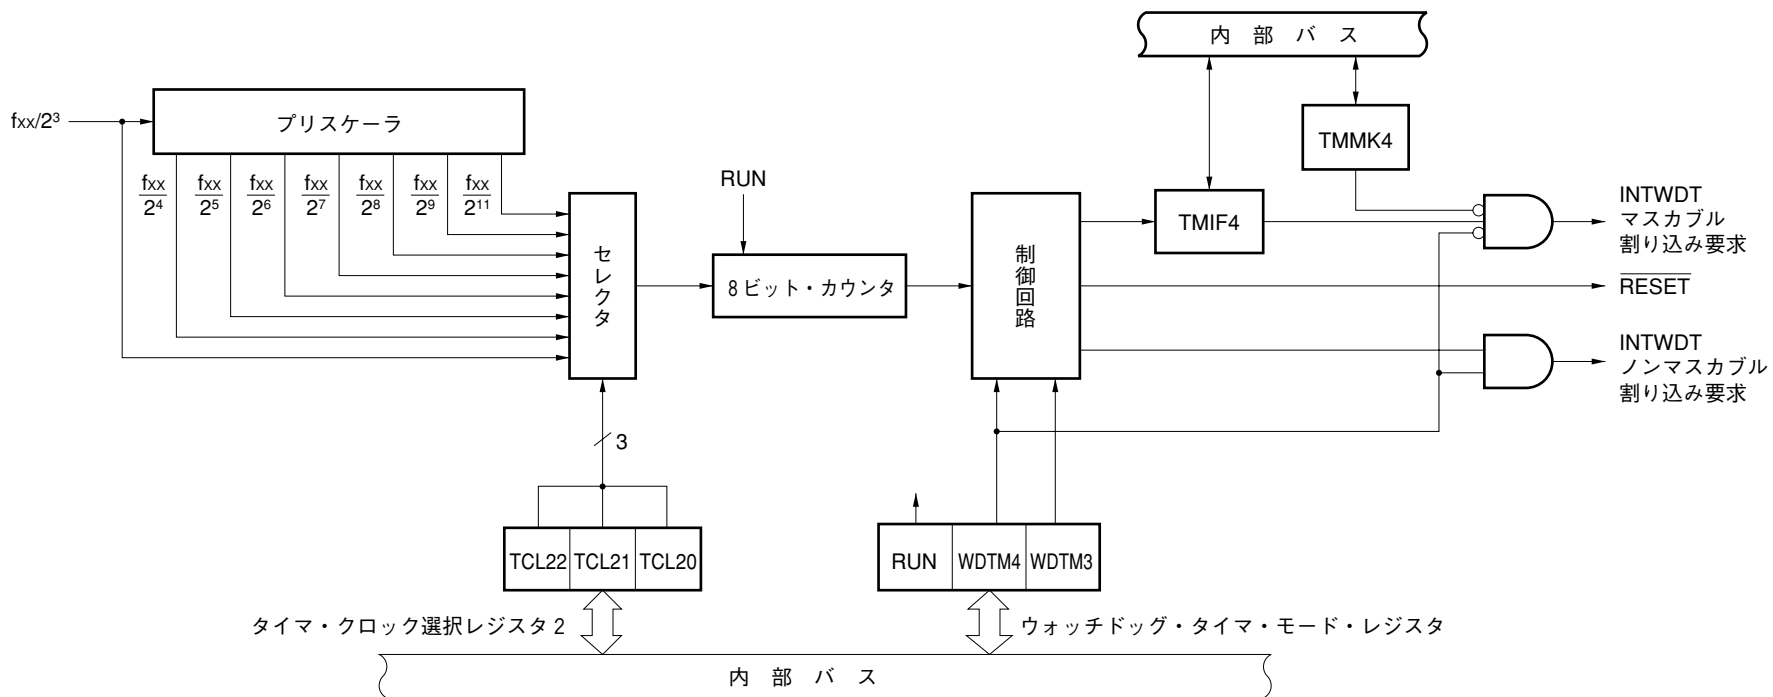 内 部 バ ス
fxx/2³
プリスケーラ
TMMK4
fxx/2⁴
fxx/2⁵
fxx/2⁶
fxx/2⁷
fxx/2⁸
fxx/2⁹
fxx/2¹¹
RUN
セレクタ
8ビット・カウンタ
制御回路
TMIF4
INTWDT
マスカブル
割り込み要求
RESET
INTWDT
ノンマスカブル
割り込み要求
3
TCL22 TCL21 TCL20
RUN WDTM4 WDTM3
タイマ・クロック選択レジスタ2
ウォッチドッグ・タイマ・モード・レジスタ
内 部 バ ス